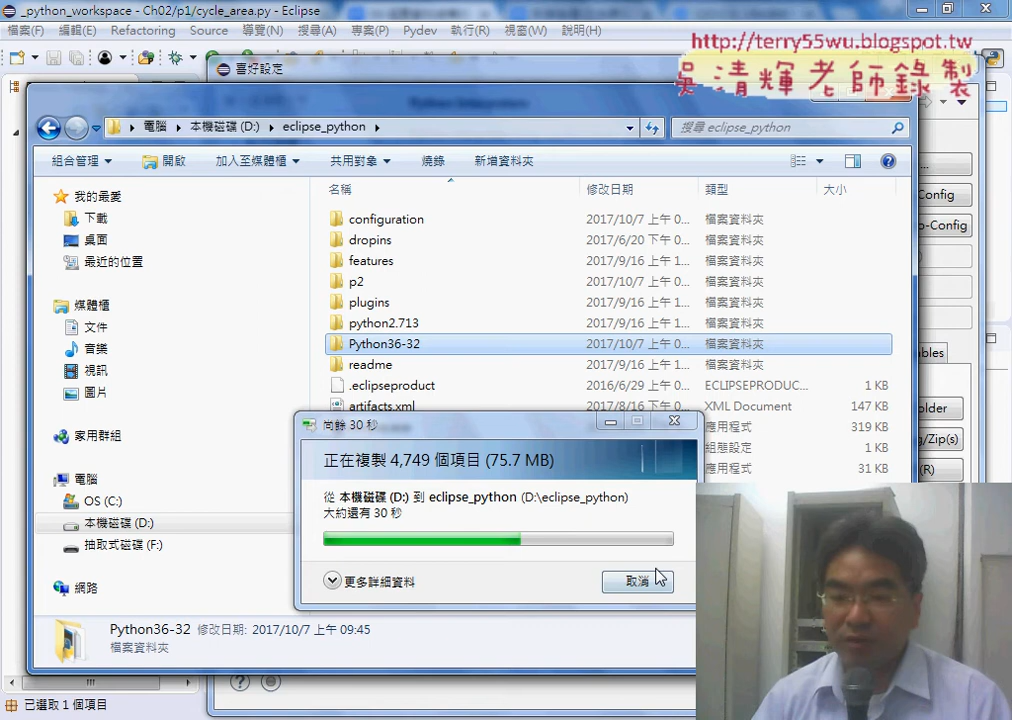 _python_workspace - Ch02/p1/cycle_area.py - Eclipse
檔案(F) 編輯(E) Refactoring Source 導覽(N) 搜尋(A) 專案(P) Pydev 執行(R) 視窗(W) 說明(H)
http://terry55wu.blogspot.tw
吳清輝老師錄製
喜好設定
電腦 本機磁碟 (D:) eclipse_python
搜尋 eclipse_python
組合管理 開啟 加入至媒體櫃 共用對象 燒錄 新增資料夾
我的最愛
下載
桌面
最近的位置
媒體櫃
文件
音樂
視訊
圖片
家用群組
電腦
OS (C:)
本機磁碟 (D:)
抽取式磁碟 (F:)
網路
名稱 修改日期 類型 大小
configuration 2017/10/7 上午 0... 檔案資料夾
dropins 2017/6/20 下午 0... 檔案資料夾
features 2017/9/16 上午 1... 檔案資料夾
p2 2017/10/7 上午 0... 檔案資料夾
plugins 2017/9/16 上午 1... 檔案資料夾
python2.713 2017/9/16 上午 1... 檔案資料夾
Python36-32 2017/10/7 上午 0... 檔案資料夾
readme 2017/9/16 上午 1... 檔案資料夾
.eclipseproduct 2016/6/29 上午 0... ECLIPSEPRODUC... 1 KB
artifacts.xml 2017/8/16 下午 0... XML Document 147 KB
應用程式 319 KB
組態設定 1 KB
應用程式 31 KB
Config
o-Config
bles
older
g/Zip(s)
(R)
尚餘 30 秒
正在複製 4,749 個項目 (75.7 MB)
從 本機磁碟 (D:) 到 eclipse_python (D:\eclipse_python)
大約還有 30 秒
更多詳細資料
取消
Python36-32 修改日期: 2017/10/7 上午 09:45
檔案資料夾
已選取 1 個項目